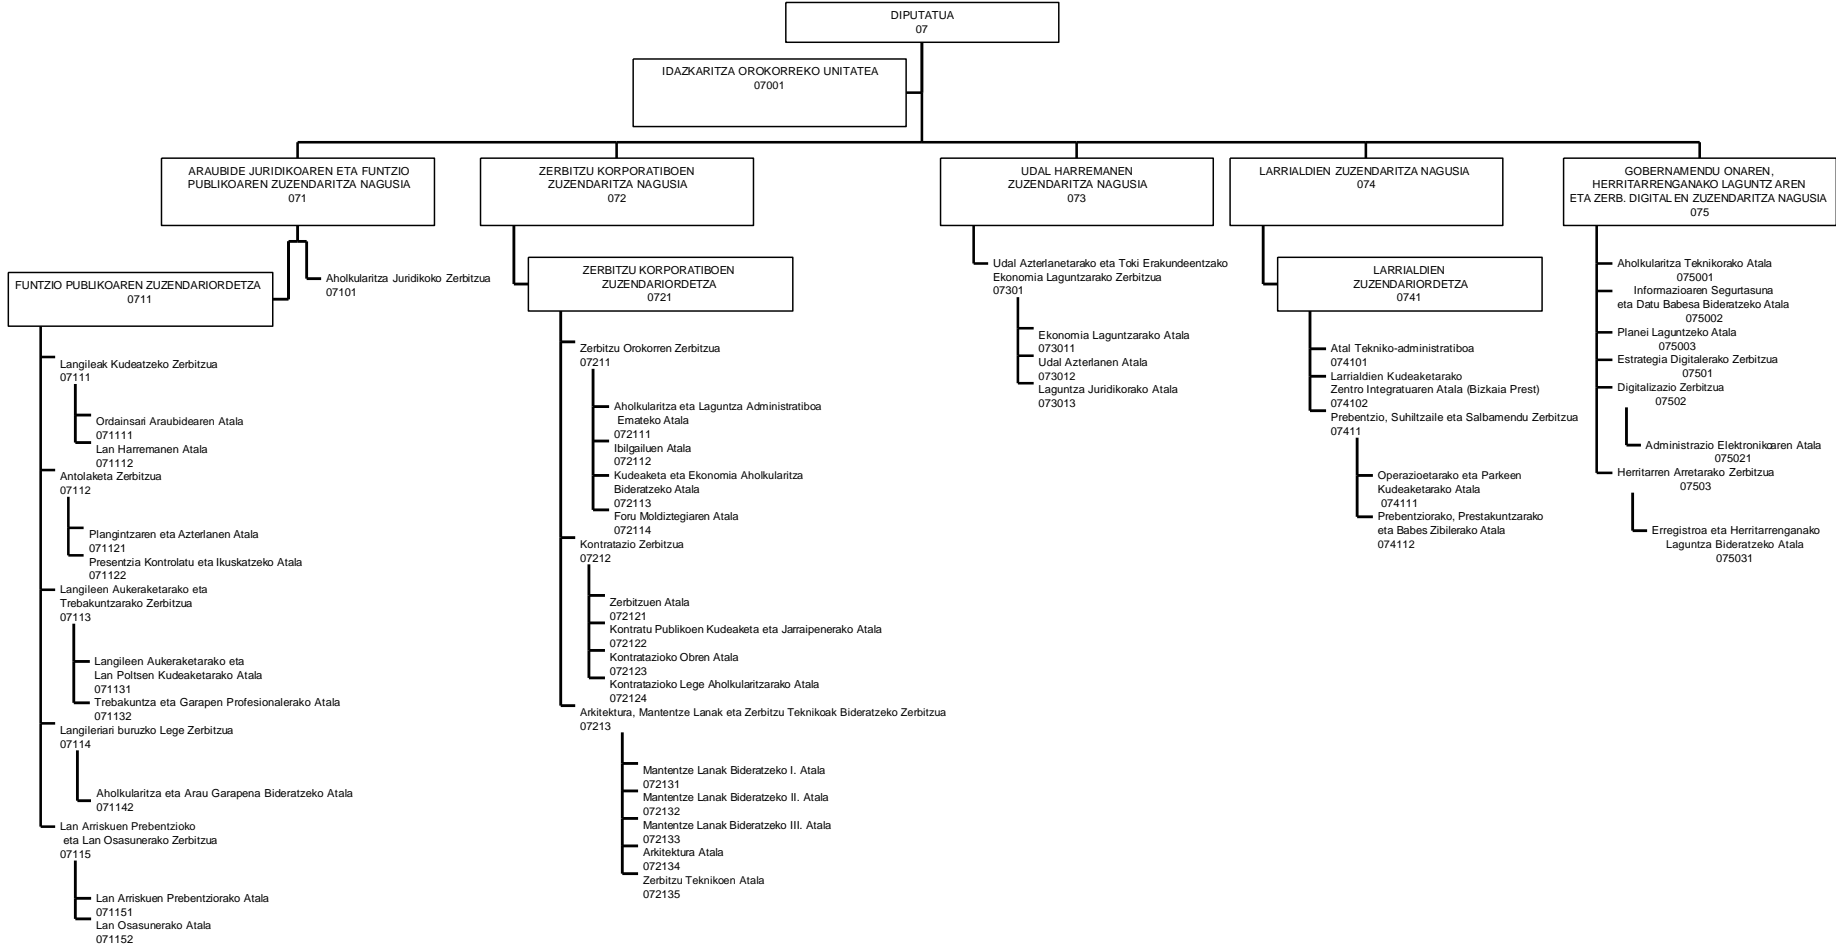 DIPUTATUA
07
IDAZKARITZA OROKORREKO UNITATEA
07001
ARAUBIDE JURIDIKOAREN ETA FUNTZIO
PUBLIKOAREN ZUZENDARITZA NAGUSIA
071
FUNTZIO PUBLIKOAREN ZUZENDARIORDETZA
0711
Aholkularitza Juridikoko Zerbitzua
07101
Langileak Kudeatzeko Zerbitzua
07111
Ordainsari Araubidearen Atala
071111
Lan Harremanen Atala
071112
Antolaketa Zerbitzua
07112
Plangintzaren eta Azterlanen Atala
071121
Presentzia Kontrolatu eta Ikuskatzeko Atala
071122
Langileen Aukeraketarako eta
Trebakuntzarako Zerbitzua
07113
Langileen Aukeraketarako eta
Lan Poltsen Kudeaketarako Atala
071131
Trebakuntza eta Garapen Profesionalerako Atala
071132
Langileriari buruzko Lege Zerbitzua
07114
Aholkularitza eta Arau Garapena Bideratzeko Atala
071142
Lan Arriskuen Prebentzioko
eta Lan Osasunerako Zerbitzua
07115
Lan Arriskuen Prebentziorako Atala
071151
Lan Osasunerako Atala
071152
ZERBITZU KORPORATIBOEN
ZUZENDARITZA NAGUSIA
072
ZERBITZU KORPORATIBOEN
ZUZENDARIORDETZA
0721
Zerbitzu Orokorren Zerbitzua
07211
Aholkularitza eta Laguntza Administratiboa
Emateko Atala
072111
Ibilgailuen Atala
072112
Kudeaketa eta Ekonomia Aholkularitza
Bideratzeko Atala
072113
Foru Moldiztegiaren Atala
072114
Kontratazio Zerbitzua
07212
Zerbitzuen Atala
072121
Kontratu Publikoen Kudeaketa eta Jarraipenerako Atala
072122
Kontratazioko Obren Atala
072123
Kontratazioko Lege Aholkularitzarako Atala
072124
Arkitektura, Mantentze Lanak eta Zerbitzu Teknikoak Bideratzeko Zerbitzua
07213
Mantentze Lanak Bideratzeko I. Atala
072131
Mantentze Lanak Bideratzeko II. Atala
072132
Mantentze Lanak Bideratzeko III. Atala
072133
Arkitektura Atala
072134
Zerbitzu Teknikoen Atala
072135
UDAL HARREMANEN
ZUZENDARITZA NAGUSIA
073
Udal Azterlanetarako eta Toki Erakundeentzako
Ekonomia Laguntzarako Zerbitzua
07301
Ekonomia Laguntzarako Atala
073011
Udal Azterlanen Atala
073012
Laguntza Juridikorako Atala
073013
LARRIALDIEN ZUZENDARITZA NAGUSIA
074
LARRIALDIEN
ZUZENDARIORDETZA
0741
Atal Tekniko-administratiboa
074101
Larrialdien Kudeaketarako
Zentro Integratuaren Atala (Bizkaia Prest)
074102
Prebentzio, Suhiltzaile eta Salbamendu Zerbitzua
07411
Operazioetarako eta Parkeen
Kudeaketarako Atala
074111
Prebentziorako, Prestakuntzarako
eta Babes Zibilerako Atala
074112
GOBERNAMENDU ONAREN,
HERRITARRENGANAKO LAGUNTZAREN
ETA ZERB. DIGITALEN ZUZENDARITZA NAGUSIA
075
Aholkularitza Teknikorako Atala
075001
Informazioaren Segurtasuna
eta Datu Babesa Bideratzeko Atala
075002
Planei Laguntzeko Atala
075003
Estrategia Digitalerako Zerbitzua
07501
Digitalizazio Zerbitzua
07502
Administrazio Elektronikoaren Atala
075021
Herritarren Arretarako Zerbitzua
07503
Erregistroa eta Herritarrenganako
Laguntza Bideratzeko Atala
075031